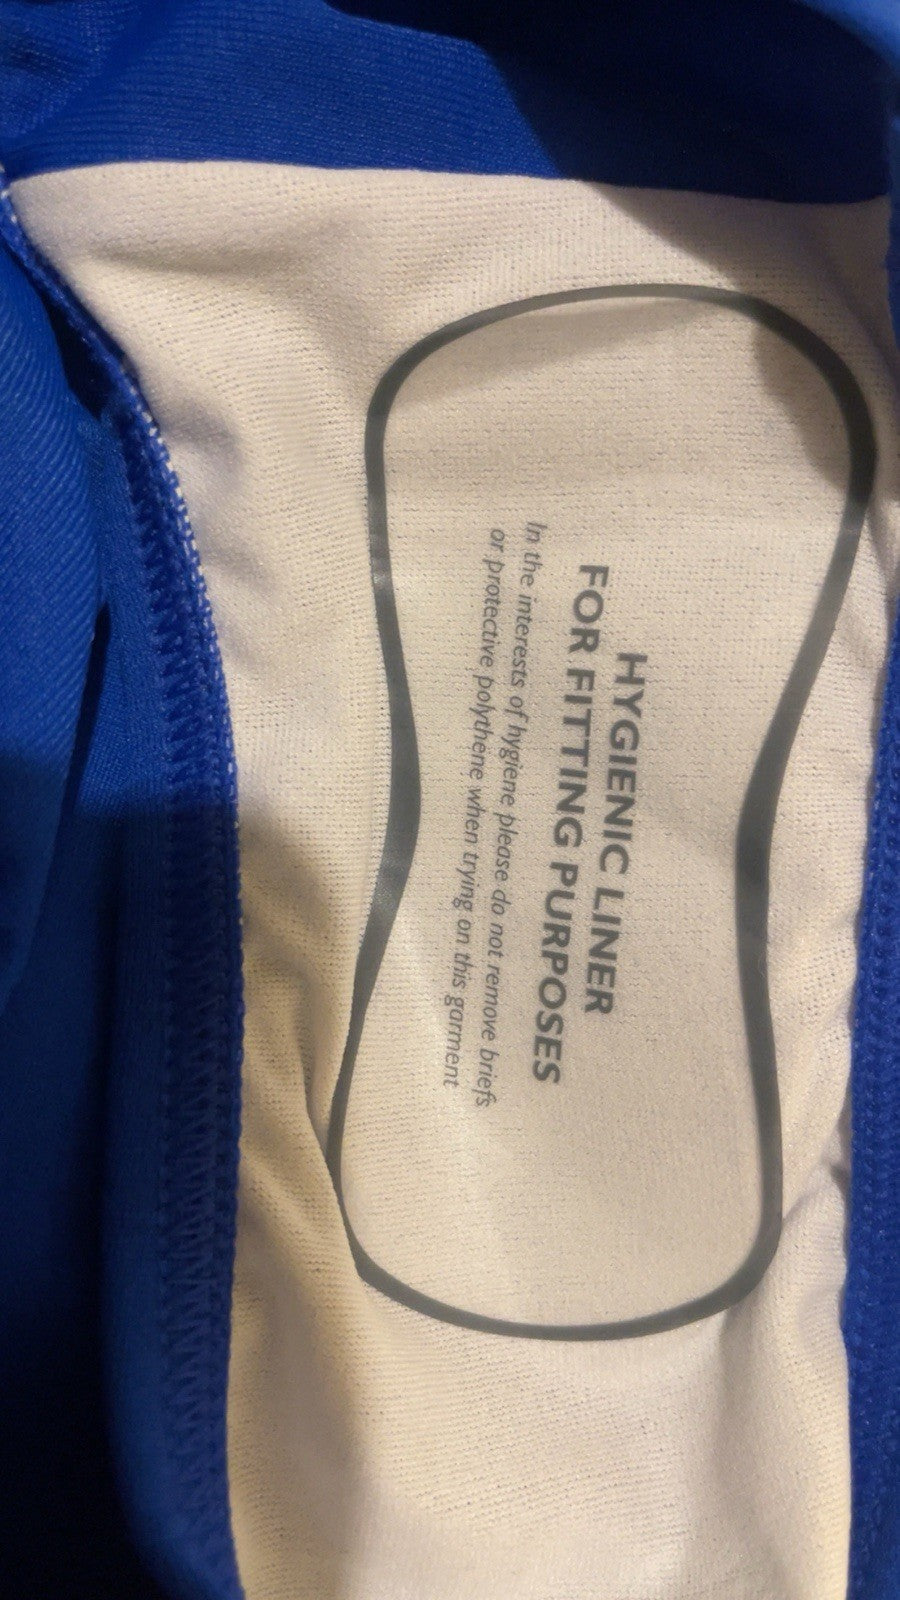 HYGIENIC LINER
FOR FITTING PURPOSES
In the interests of hygiene please do not remove briefs
or protective polythene when trying on this garment